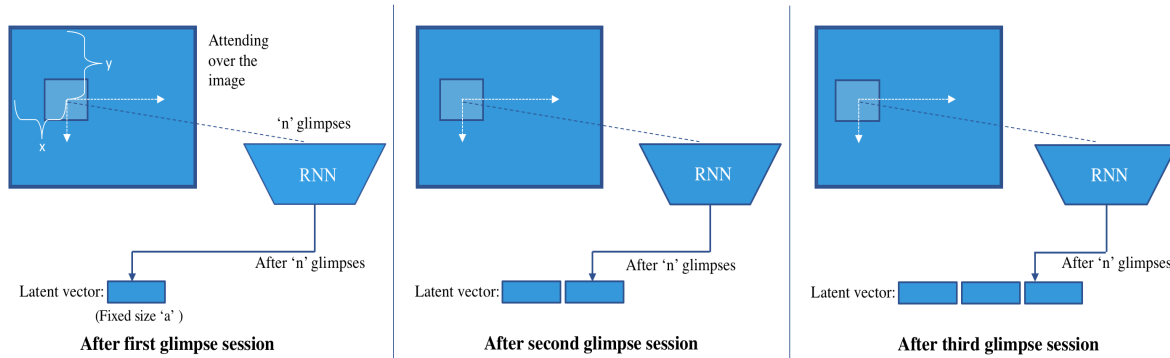 Attending
over the
image
y
x
‘n’ glimpses
RNN
After ‘n’ glimpses
Latent vector:
(Fixed size ‘a’ )
After first glimpse session
RNN
After ‘n’ glimpses
Latent vector:
After second glimpse session
RNN
After ‘n’ glimpses
Latent vector:
After third glimpse session